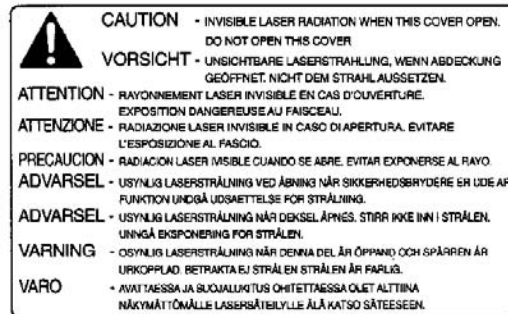 CAUTION - INVISIBLE LASER RADIATION WHEN THIS COVER OPEN.
DO NOT OPEN THIS COVER
VORSICHT - UNSICHTBARE LASERSTRAHLUNG, WENN ABDECKUNG
GEÖFFNET. NICHT DEM STRAHL AUSSETZEN.
ATTENTION - RAYONNEMENT LASER INVISIBLE EN CAS D'OUVERTURE.
EXPOSITION DANGEREUSE AU FAISCEAU.
ATTENZIONE - RADIAZIONE LASER INVISIBILE IN CASO DI APERTURA. EVITARE
L'ESPOSIZIONE AL FASCIO.
PRECAUCION - RADIACION LASER IVISIBLE CUANDO SE ABRE. EVITAR EXPONERSE AL RAYO.
ADVARSEL - USYNLIG LASERSTRÅLNING VED ÅBNING NÅR SIKKERHEDSBRYDERE ER UDE AF
FUNKTION UNDGÅ UDSAETTELSE FOR STRÅLNING.
ADVARSEL - USYNLIG LASERSTRÅLNING NÅR DEKSEL ÅPNES. STIRR IKKE INN I STRÅLEN.
UNNGÅ EKSPONERING FOR STRÅLEN.
VARNING - OSYNLIG LASERSTRÅLNING NÄR DENNA DEL ÄR ÖPPAND OCH SPÄRREN ÄR
URKOPPLAD. BETRAKTA EJ STRÅLEN STRÅLEN ÄR FARLIG.
VARO - AVATTAESSA JA SUOJALUKITUS OHITETTAESSA OLET ALTTIINA
NÄKYMÄTTÖMÄLLE LASERSÄTEILYLLE ÄLÄ KATSO SÄTEESEEN.